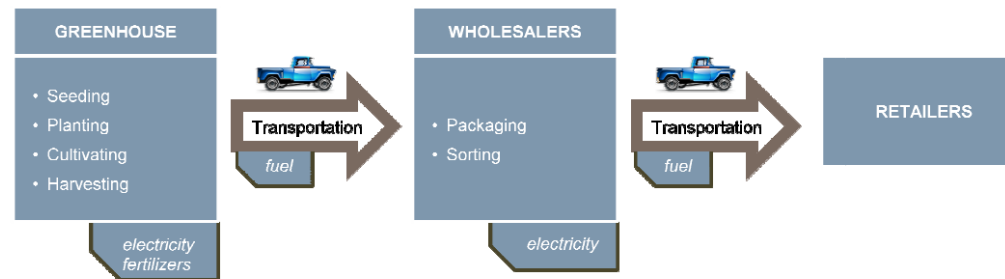 GREENHOUSE
• Seeding
• Planting
• Cultivating
• Harvesting
electricity
fertilizers
Transportation
fuel
WHOLESALERS
• Packaging
• Sorting
electricity
Transportation
fuel
RETAILERS